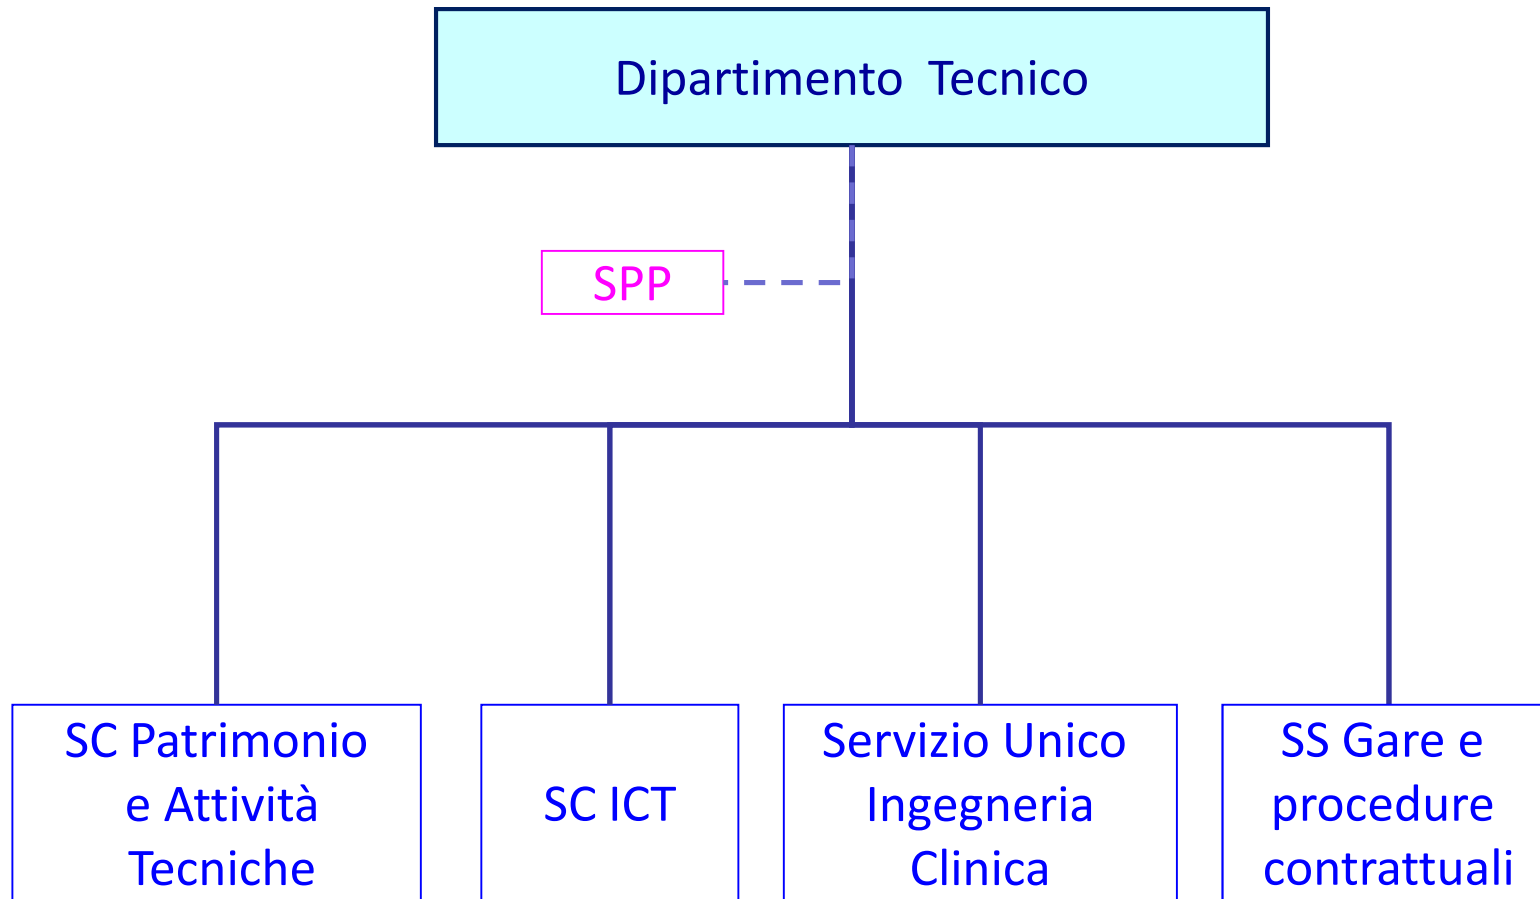 Dipartimento Tecnico
SPP
SC Patrimonio
e Attività
Tecniche
SC ICT
Servizio Unico
Ingegneria
Clinica
SS Gare e
procedure
contrattuali